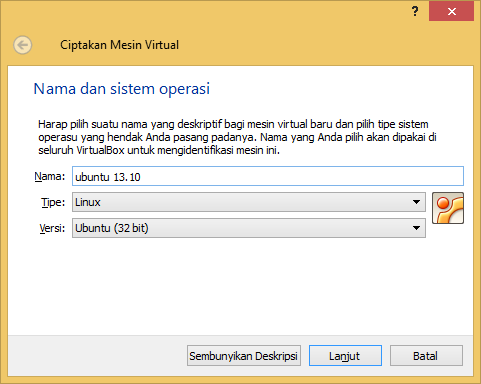 ?
Ciptakan Mesin Virtual
Nama dan sistem operasi
Harap pilih suatu nama yang deskriptif bagi mesin virtual baru dan pilih tipe sistem
operasu yang hendak Anda pasang padanya. Nama yang Anda pilih akan dipakai di
seluruh VirtualBox untuk mengidentifikasi mesin ini.
Nama: ubuntu 13.10
Tipe: Linux
Versi: Ubuntu (32 bit)
Sembunyikan Deskripsi Lanjut Batal